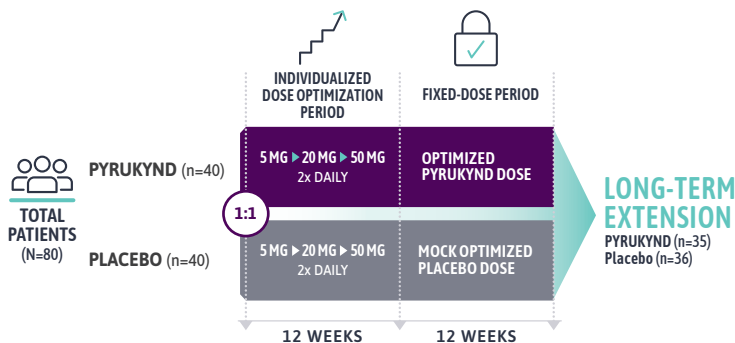 INDIVIDUALIZED
DOSE OPTIMIZATION
PERIOD
FIXED-DOSE PERIOD
TOTAL
PATIENTS
(N=80)
PYRUKYND (n=40)
5 MG ▶ 20 MG ▶ 50 MG
2x DAILY
OPTIMIZED
PYRUKYND DOSE
1:1
PLACEBO (n=40)
5 MG ▶ 20 MG ▶ 50 MG
2x DAILY
MOCK OPTIMIZED
PLACEBO DOSE
LONG-TERM
EXTENSION
PYRUKYND (n=35)
Placebo (n=36)
12 WEEKS
12 WEEKS